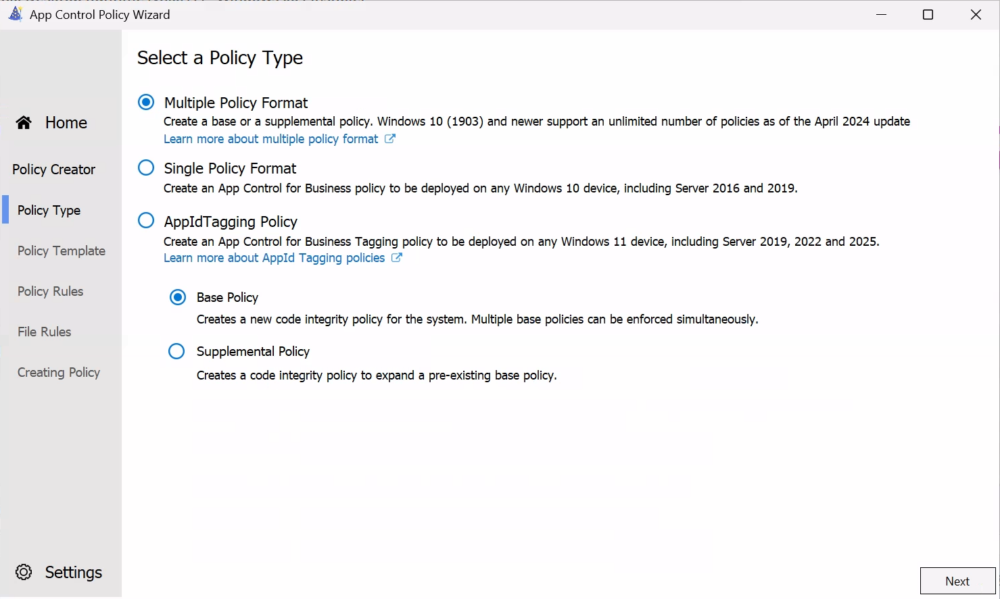 App Control Policy Wizard
Select a Policy Type
Multiple Policy Format
Create a base or a supplemental policy. Windows 10 (1903) and newer support an unlimited number of policies as of the April 2024 update
Learn more about multiple policy format
Single Policy Format
Create an App Control for Business policy to be deployed on any Windows 10 device, including Server 2016 and 2019.
AppIdTagging Policy
Create an App Control for Business Tagging policy to be deployed on any Windows 11 device, including Server 2019, 2022 and 2025.
Learn more about AppId Tagging policies
Base Policy
Creates a new code integrity policy for the system. Multiple base policies can be enforced simultaneously.
Supplemental Policy
Creates a code integrity policy to expand a pre-existing base policy.
Home
Policy Creator
Policy Type
Policy Template
Policy Rules
File Rules
Creating Policy
Settings
Next